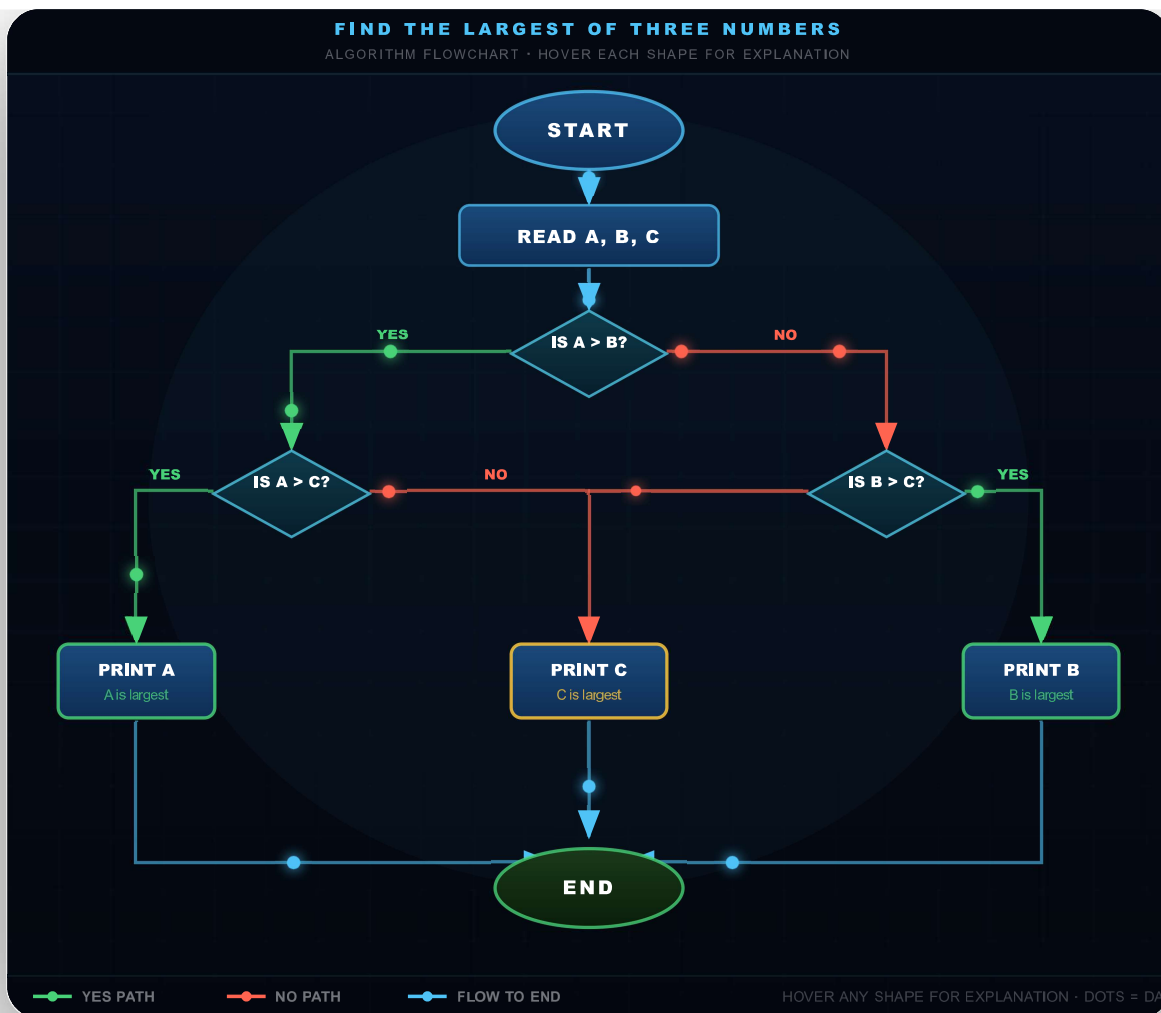 FIND THE LARGEST OF THREE NUMBERS
ALGORITHM FLOWCHART · HOVER EACH SHAPE FOR EXPLANATION
START
READ A, B, C
IS A > B?
YES
NO
IS A > C?
YES
NO
IS B > C?
YES
PRINT A
A is largest
PRINT C
C is largest
PRINT B
B is largest
END
YES PATH
NO PATH
FLOW TO END
HOVER ANY SHAPE FOR EXPLANATION · DOTS = DA